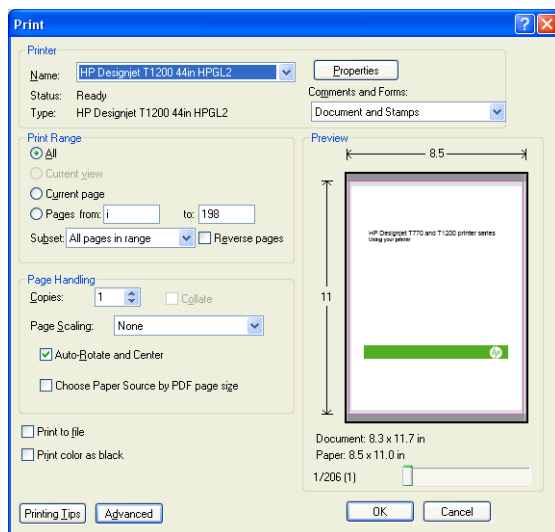 Print
Printer
Name: HP Designjet T1200 44in HPGL2 Properties
Status: Ready Comments and Forms:
Type: HP Designjet T1200 44in HPGL2 Document and Stamps
Print Range
All
Current view
Current page
Pages from: i to: 198
Subset: All pages in range Reverse pages
Page Handling
Copies: 1 Collate
Page Scaling: None
Auto-Rotate and Center
Choose Paper Source by PDF page size
Print to file
Print color as black
Preview
8.5
11
HP Designjet T770 and T1200 printer series
Using your printer
hp
Document: 8.3 x 11.7 in
Paper: 8.5 x 11.0 in
1/206 (1)
Printing Tips Advanced OK Cancel